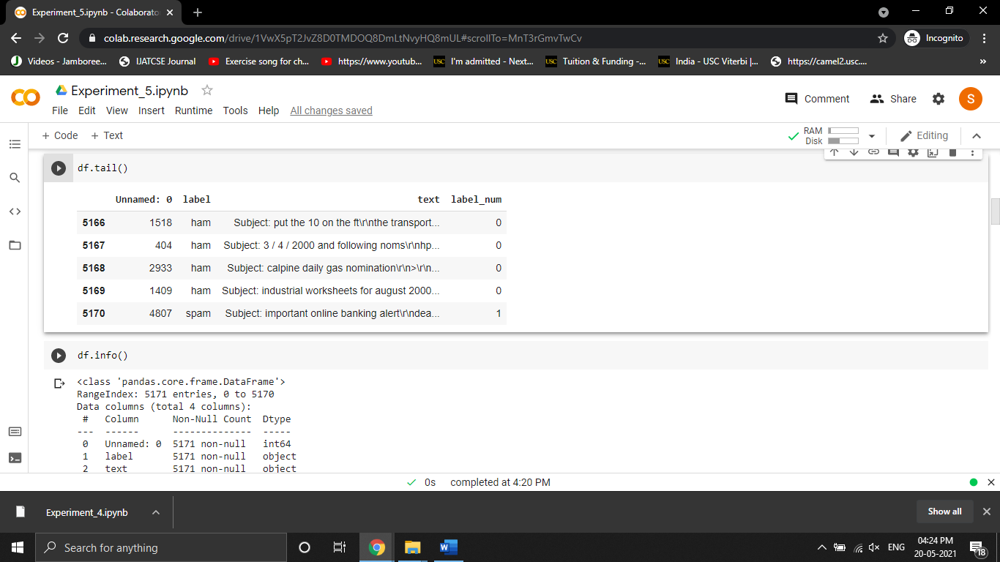 Experiment_5.ipynb - Colaborato
colab.research.google.com/drive/1VwX5pT2JvZ8D0TMDOQ8DmLtNvyHQ8mUL#scrollTo=MnT3rGmvTwCv
Incognito
Videos - Jamboree...
IJATCSE Journal
Exercise song for ch...
https://www.youtub...
USC I'm admitted - Next...
USC Tuition & Funding -...
USC India - USC Viterbi |...
https://camel2.usc....
»
Experiment_5.ipynb
Comment
Share
S
File Edit View Insert Runtime Tools Help All changes saved
+ Code + Text
RAM
Disk
Editing
df.tail()
Unnamed: 0 label text label_num
5166 1518 ham Subject: put the 10 on the ft\r\nthe transport... 0
5167 404 ham Subject: 3 / 4 / 2000 and following noms\r\nhp... 0
5168 2933 ham Subject: calpine daily gas nomination\r\n>\r\n... 0
5169 1409 ham Subject: industrial worksheets for august 2000... 0
5170 4807 spam Subject: important online banking alert\r\ndea... 1
df.info()
<class 'pandas.core.frame.DataFrame'>
RangeIndex: 5171 entries, 0 to 5170
Data columns (total 4 columns):
# Column Non-Null Count Dtype
--- ------ -------------- -----
0 Unnamed: 0 5171 non-null int64
1 label 5171 non-null object
2 text 5171 non-null object
0s completed at 4:20 PM
Experiment_4.ipynb
Show all
Search for anything
W
ENG
04:24 PM
20-05-2021
18